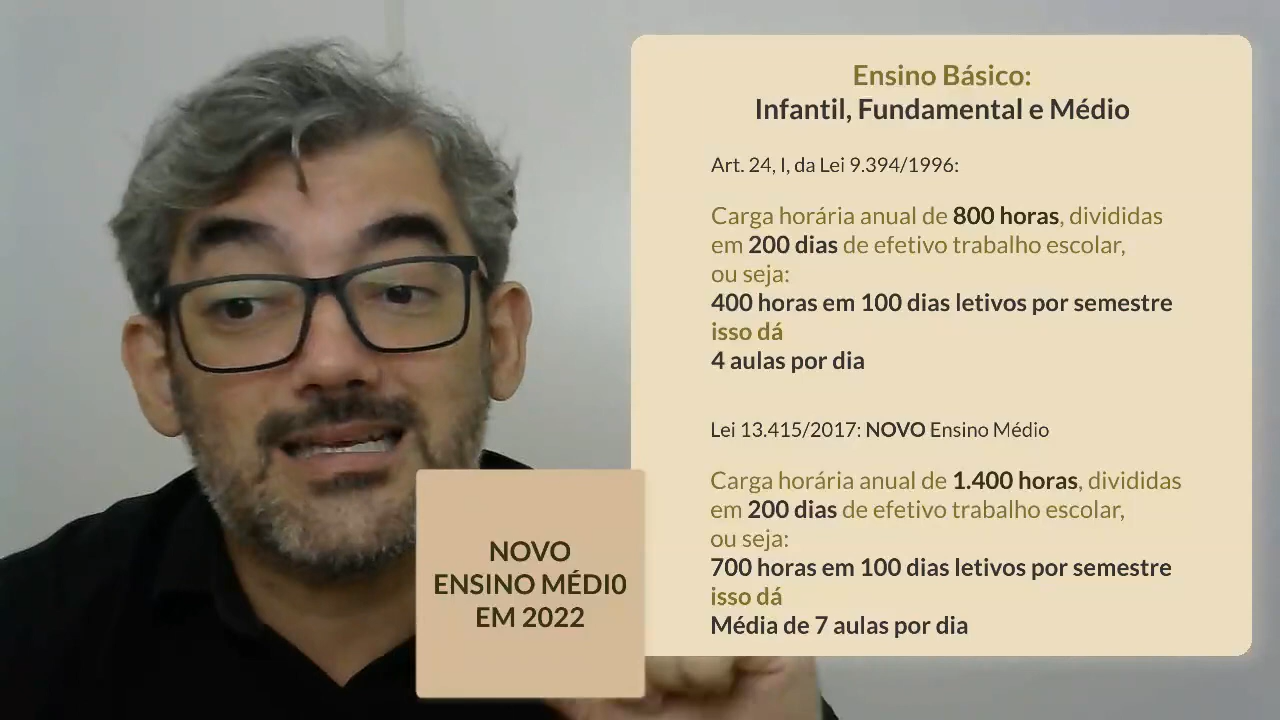 Ensino Básico:
Infantil, Fundamental e Médio
Art. 24, I, da Lei 9.394/1996:
Carga horária anual de 800 horas, divididas
em 200 dias de efetivo trabalho escolar,
ou seja:
400 horas em 100 dias letivos por semestre
isso dá
4 aulas por dia
Lei 13.415/2017: NOVO Ensino Médio
Carga horária anual de 1.400 horas, divididas
em 200 dias de efetivo trabalho escolar,
ou seja:
700 horas em 100 dias letivos por semestre
isso dá
Média de 7 aulas por dia
NOVO
ENSINO MÉDI0
EM 2022